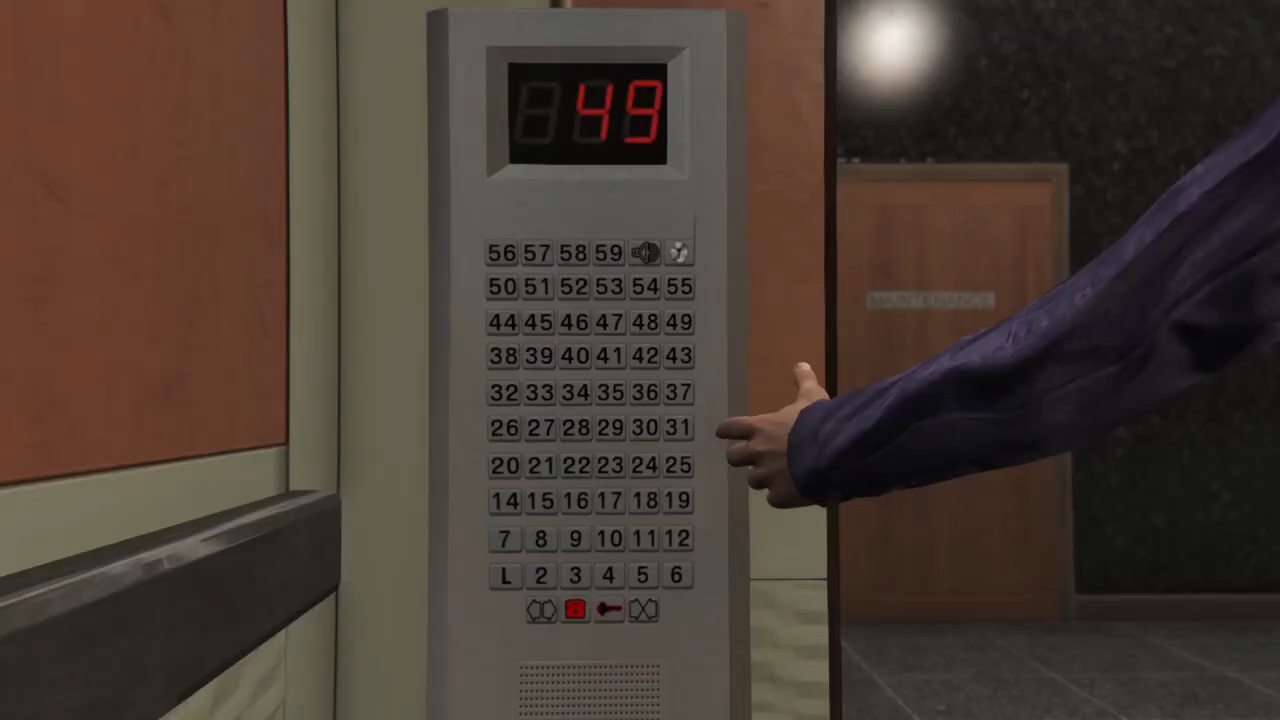 49
56 57 58 59
50 51 52 53 54 55
44 45 46 47 48 49
38 39 40 41 42 43
32 33 34 35 36 37
26 27 28 29 30 31
20 21 22 23 24 25
14 15 16 17 18 19
7 8 9 10 11 12
L 2 3 4 5 6
MAINTENANCE